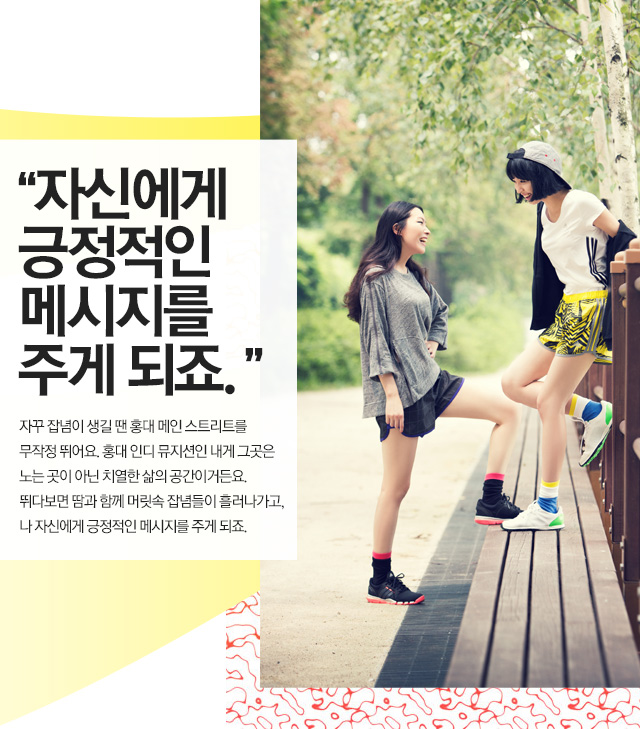 “자신에게
긍정적인
메시지를
주게 되죠. ”
자꾸 잡념이 생길 땐 홍대 메인 스트리트를
무작정 뛰어요. 홍대 인디 뮤지션인 내게 그곳은
노는 곳이 아닌 치열한 삶의 공간이거든요.
뛰다보면 땀과 함께 머릿속 잡념들이 흘러나가고,
나 자신에게 긍정적인 메시지를 주게 되죠.